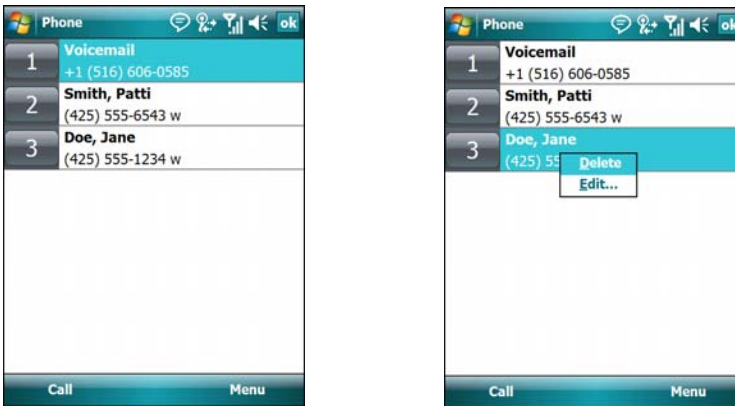 Phone ok
1 Voicemail
+1 (516) 606-0585
2 Smith, Patti
(425) 555-6543 w
3 Doe, Jane
(425) 555-1234 w
Call Menu
Phone ok
1 Voicemail
+1 (516) 606-0585
2 Smith, Patti
(425) 555-6543 w
3 Doe, Jane
(425) 55
Delete
Edit...
Call Menu